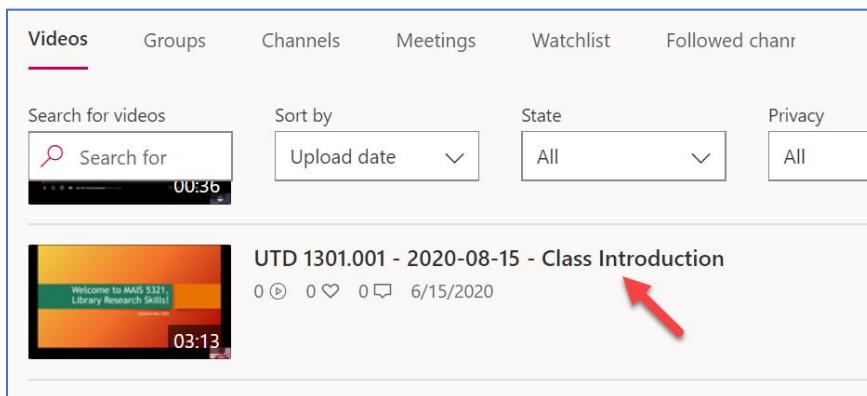 Videos Groups Channels Meetings Watchlist Followed chanr
Search for videos Sort by State Privacy
Search for Upload date All All
00:36
UTD 1301.001 - 2020-08-15 - Class Introduction
0 0 0 6/15/2020
Welcome to MAIS 5321,
Library Research Skills!
03:13